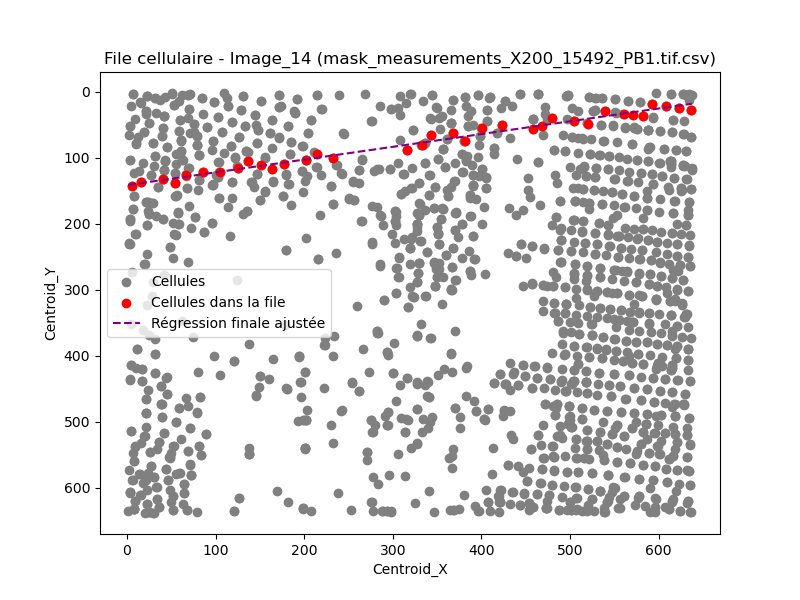 File cellulaire - Image_14 (mask_measurements_X200_15492_PB1.tif.csv)
0
100
200
300
400
500
600
Centroid_Y
Cellules
Cellules dans la file
Régression finale ajustée
0 100 200 300 400 500 600
Centroid_X